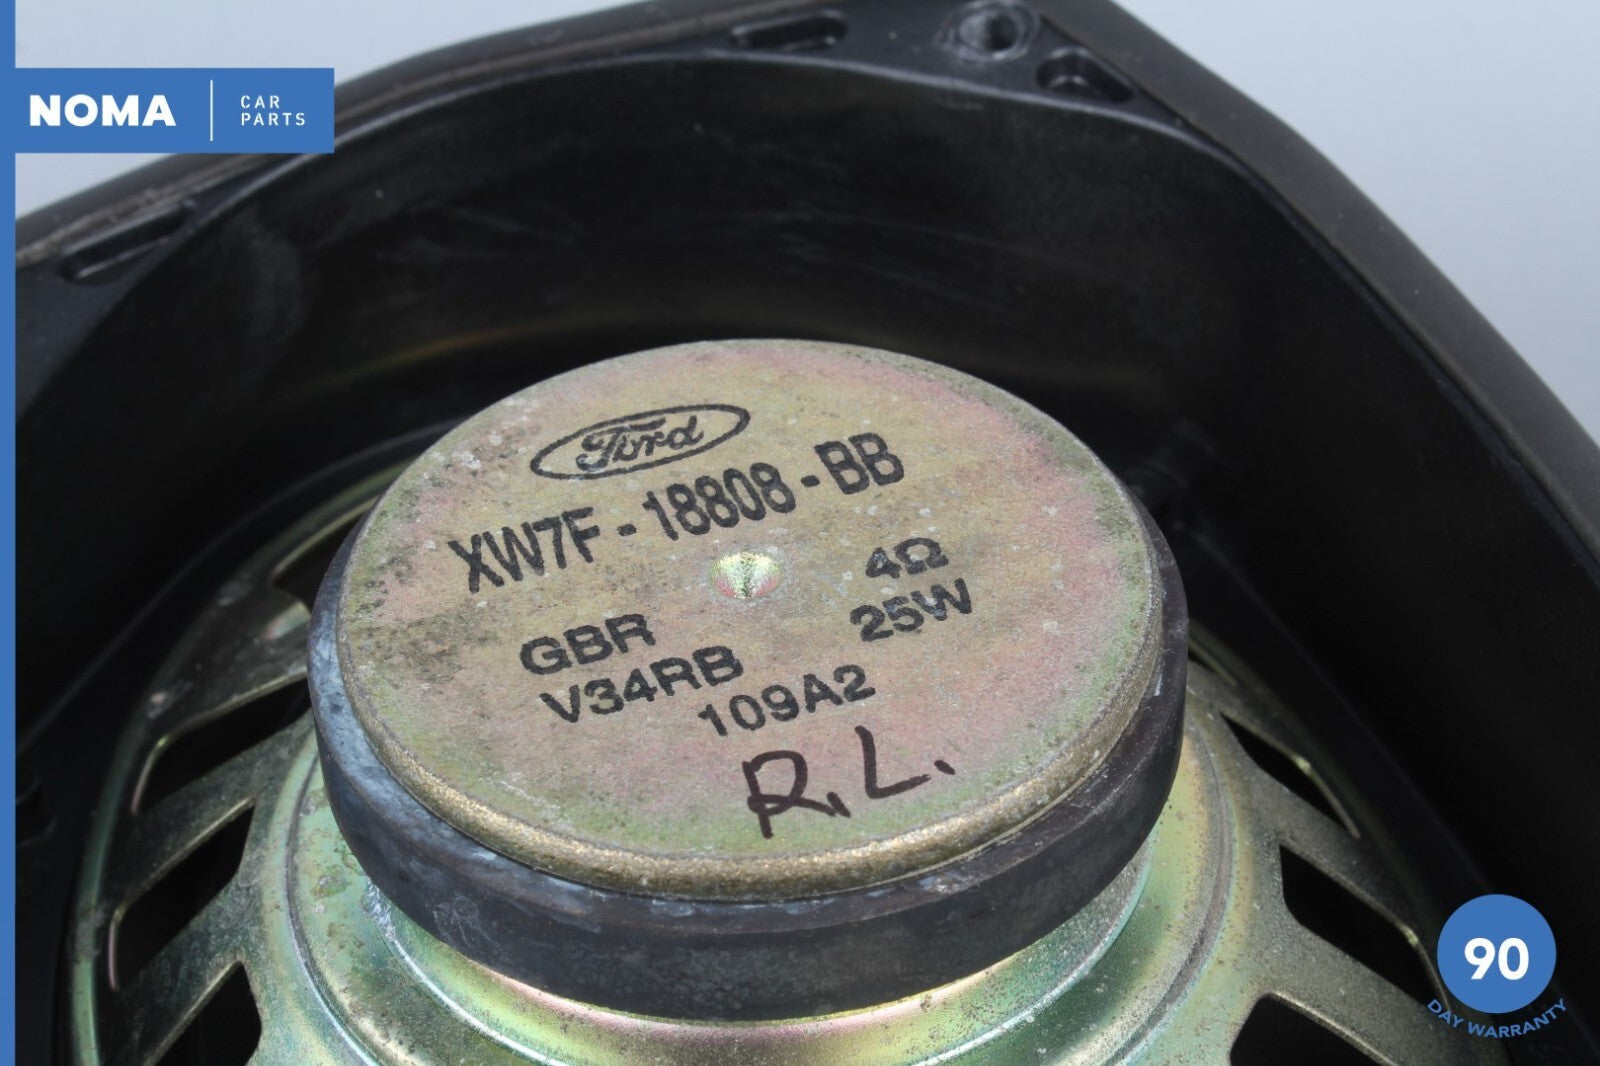 NOMA
CAR
PARTS
Ford
XW7F-18808-BB
4Ω
25W
GBR
V34RB
109A2
R.L.
90
DAY WARRANTY